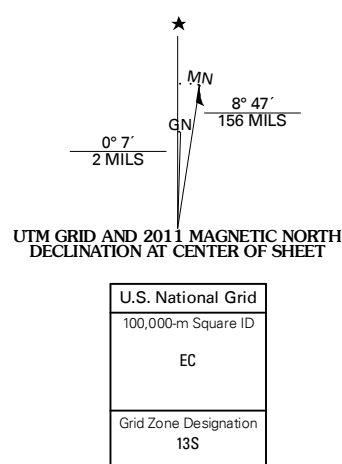 MN
8° 47´
156 MILS
GN
0° 7´
2 MILS
UTM GRID AND 2011 MAGNETIC NORTH
DECLINATION AT CENTER OF SHEET
U.S. National Grid
100,000-m Square ID
EC
Grid Zone Designation
13S